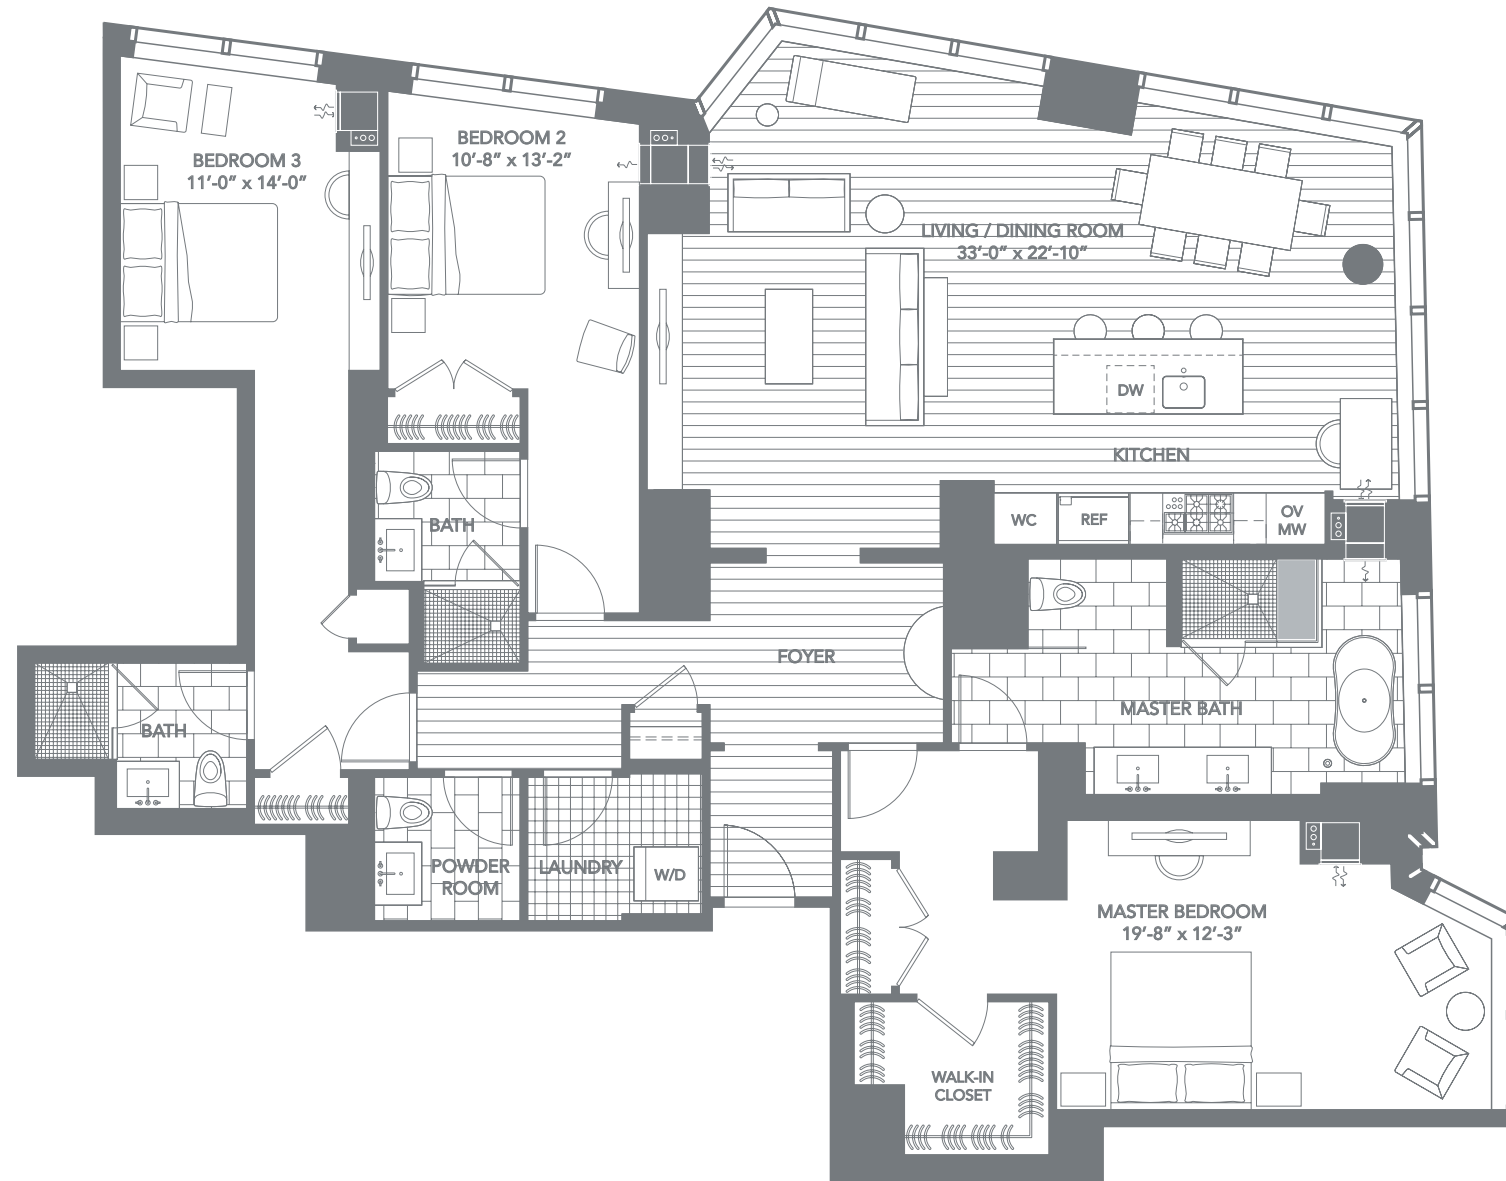 BEDROOM 2
10'-8" x 13'-2"
BEDROOM 3
11'-0" x 14'-0"
LIVING / DINING ROOM
33'-0" x 22'-10"
DW
KITCHEN
WC
REF
OV
MW
BATH
FOYER
MASTER BATH
BATH
POWDER
ROOM
LAUNDRY
W/D
MASTER BEDROOM
19'-8" x 12'-3"
WALK-IN
CLOSET